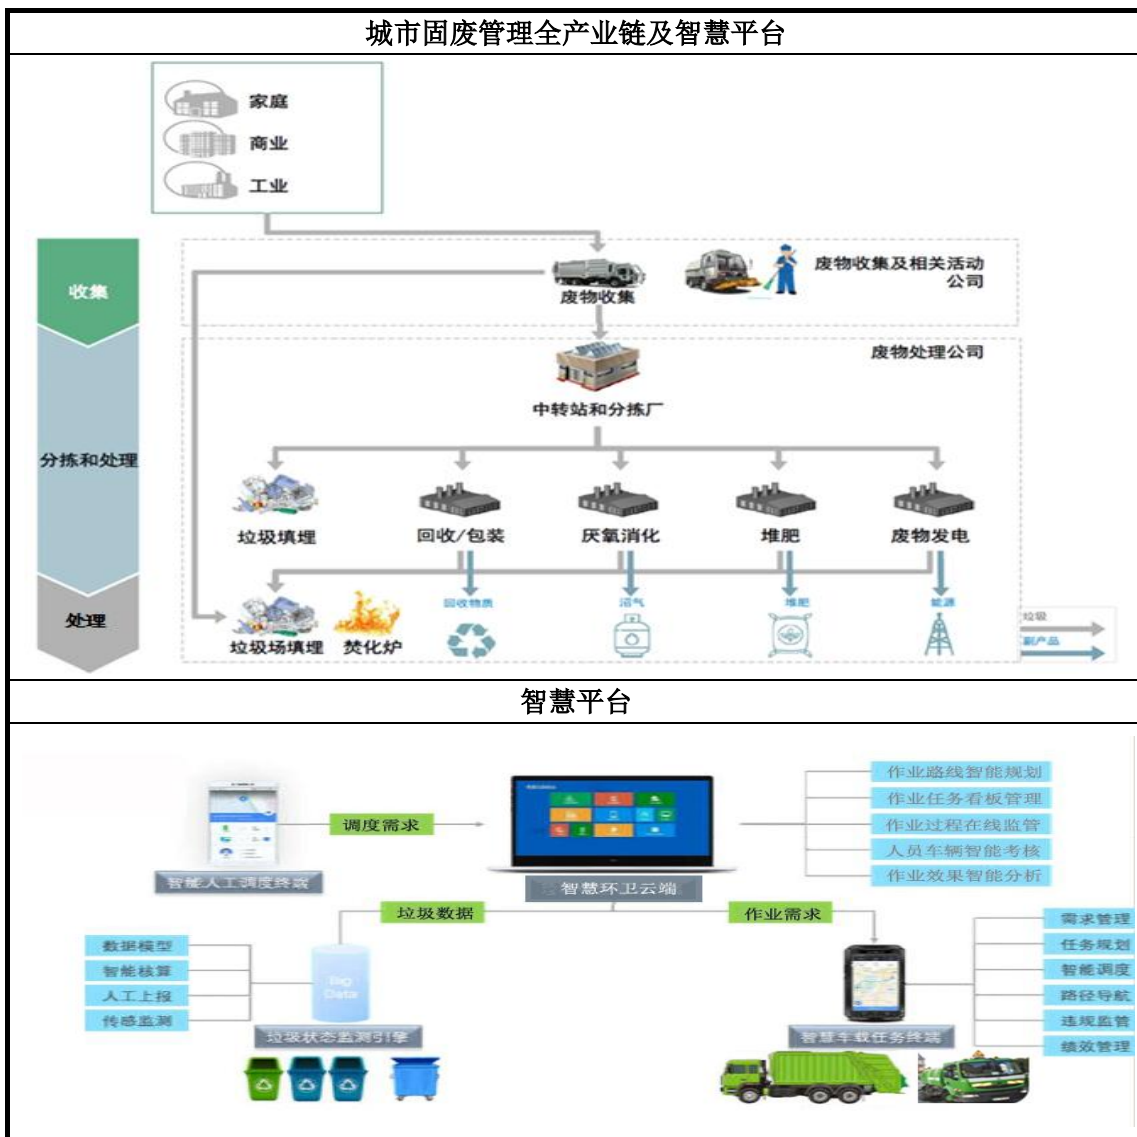 城市固废管理全产业链及智慧平台
家庭
商业
工业
收集
废物收集
废物收集及相关活动
公司
废物处理公司
中转站和分拣厂
分拣和处理
垃圾填埋
回收/包装
厌氧消化
堆肥
废物发电
处理
垃圾场填埋
焚化炉
回收物质
沼气
堆肥
能源
垃圾
副产品
智慧平台
调度需求
智能人工调度终端
智慧环卫云端
作业路线智能规划
作业任务看板管理
作业过程在线监管
人员车辆智能考核
作业效果智能分析
垃圾数据
作业需求
数据模型
智能核算
人工上报
传感监测
Big
Data
垃圾状态监测引擎
智慧车载任务终端
需求管理
任务规划
智能调度
路径导航
违规监管
绩效管理